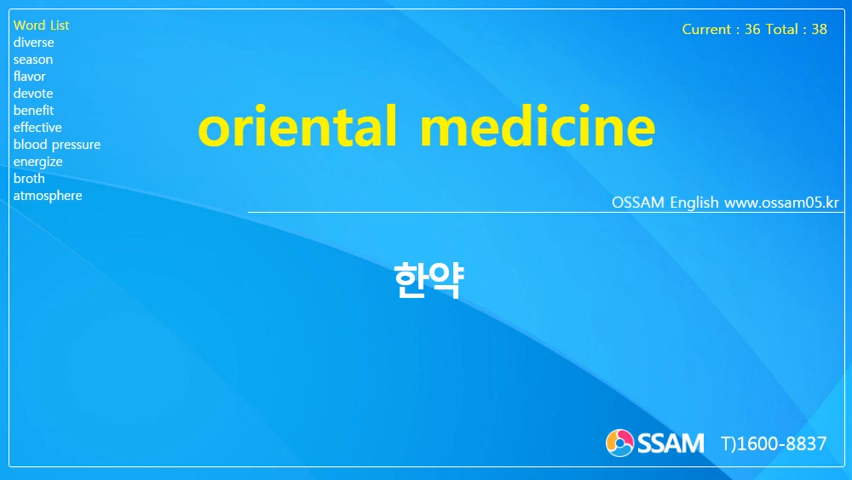 Word List
diverse
season
flavor
devote
benefit
effective
blood pressure
energize
broth
atmosphere
Current : 36 Total : 38
oriental medicine
OSSAM English www.ossam05.kr
한약
OSSAM T)1600-8837